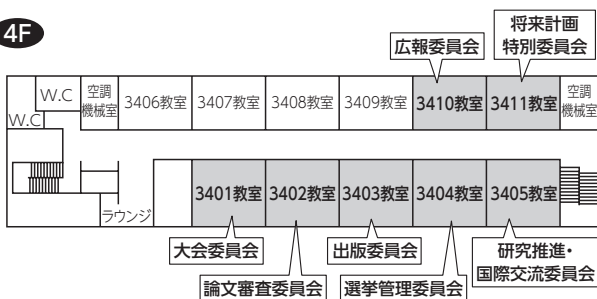 4F
広報委員会
将来計画
特別委員会
W.C
W.C
空調
機械室
3406教室
3407教室
3408教室
3409教室
3410教室
3411教室
空調
機械室
3401教室
3402教室
3403教室
3404教室
3405教室
ラウンジ
大会委員会
出版委員会
研究推進・
国際交流委員会
論文審査委員会
選挙管理委員会